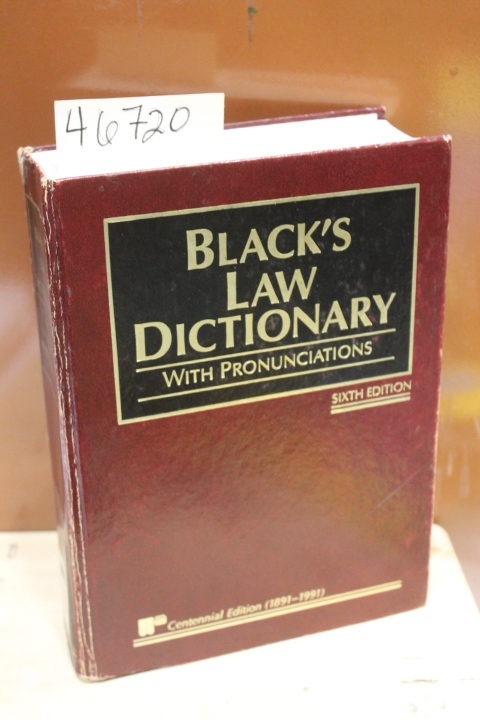 46720
BLACK'S
LAW
DICTIONARY
WITH PRONUNCIATIONS
SIXTH EDITION
Centennial Edition (1891-1991)